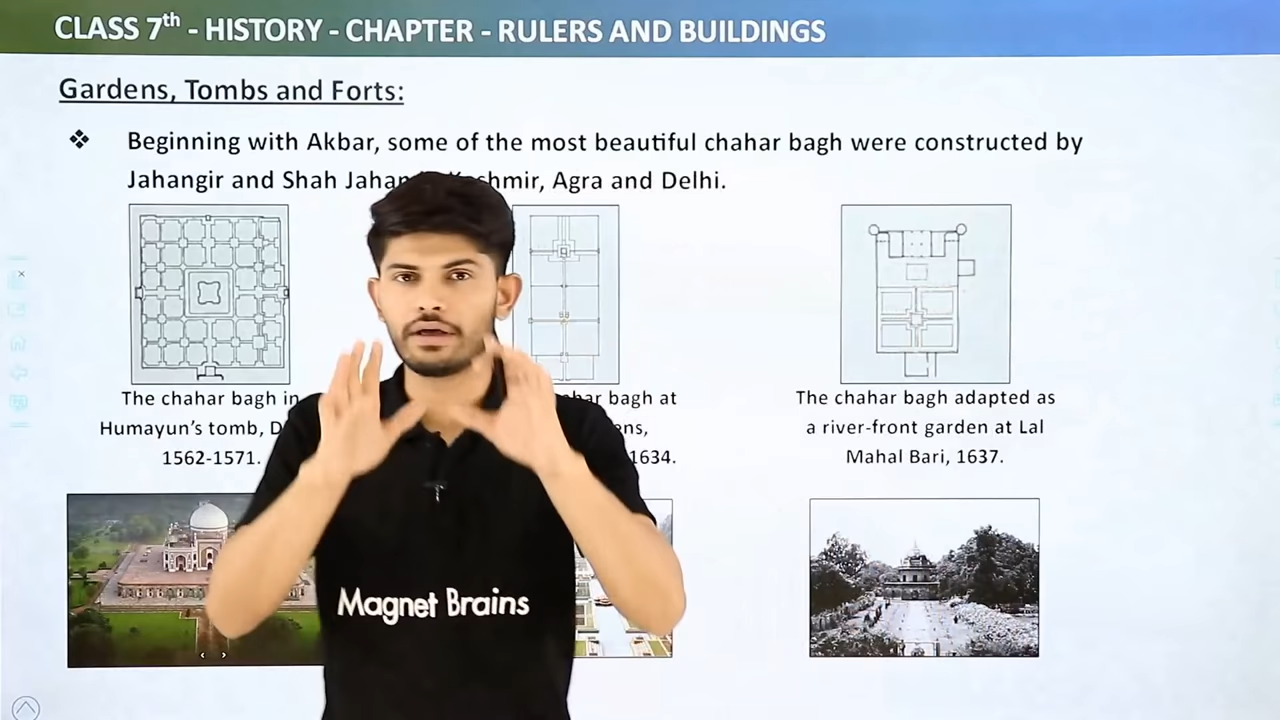 CLASS 7th - HISTORY - CHAPTER - RULERS AND BUILDINGS
Gardens, Tombs and Forts:
❖ Beginning with Akbar, some of the most beautiful chahar bagh were constructed by
Jahangir and Shah Jahan Kashmir, Agra and Delhi.
The chahar bagh in
Humayun's tomb,
1562-1571.
bagh at
1634.
The chahar bagh adapted as
a river-front garden at Lal
Mahal Bari, 1637.
Magnet Brains